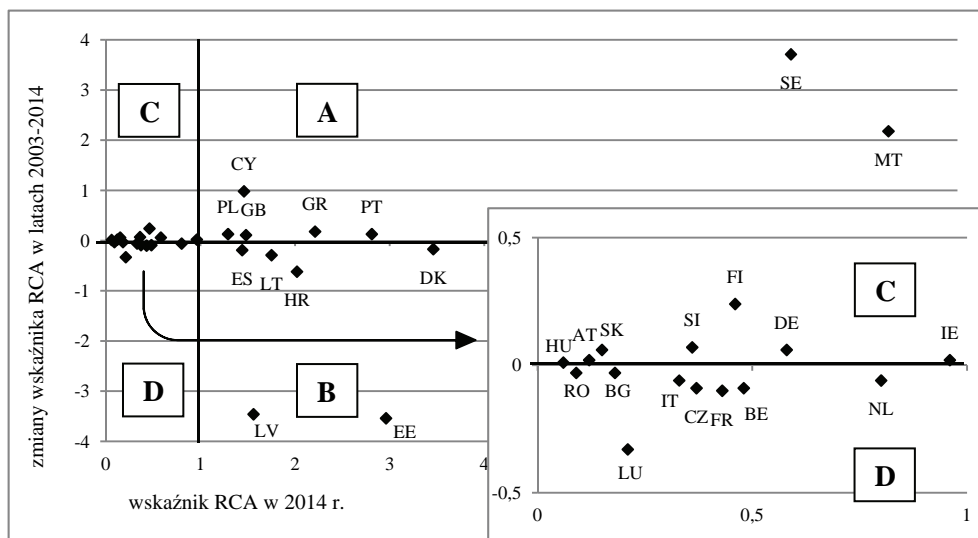 zmiany wskaźnika RCA w latach 2003-2014
4
3
2
1
0
-1
-2
-3
-4
C
A
SE
MT
CY
PL GB
GR
PT
ES
LT
HR
DK
D
B
LV
EE
0
1
2
3
4
wskaźnik RCA w 2014 r.
0,5
0
-0,5
C
FI
SI
DE
IE
HU
AT
SK
RO
BG
IT
CZ
FR
BE
NL
LU
D
0
0,5
1